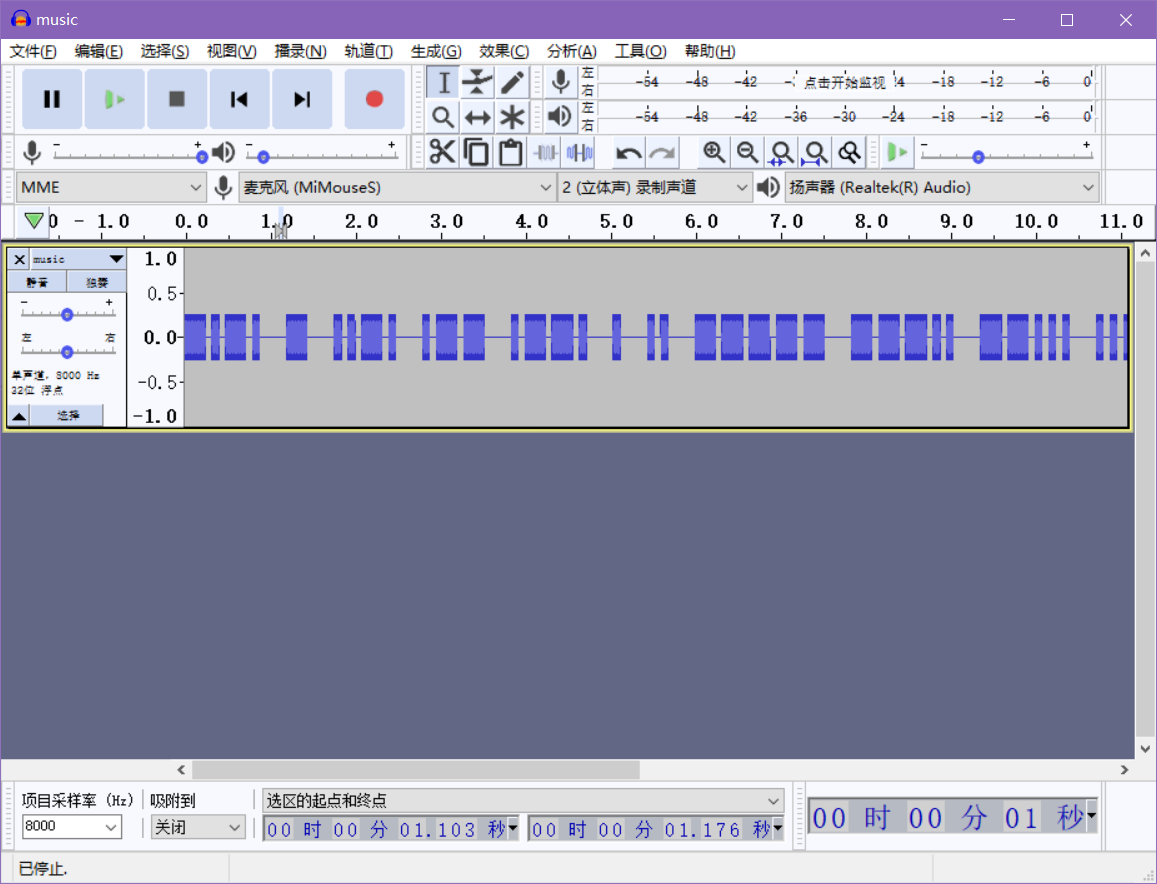 music
文件(F) 编辑(E) 选择(S) 视图(V) 播录(N) 轨道(T) 生成(G) 效果(C) 分析(A) 工具(O) 帮助(H)
左 右 -54 -48 -42 -3 点击开始监视 !4 -18 -12 -6 0
左 右 -54 -48 -42 -36 -30 -24 -18 -12 -6 0
- + - + - +
MME 麦克风 (MiMouseS) 2 (立体声) 录制声道 扬声器 (Realtek(R) Audio)
0 - 1.0 0.0 1.0 2.0 3.0 4.0 5.0 6.0 7.0 8.0 9.0 10.0 11.0
music
静音 独奏
- +
左 右
单声道, 8000 Hz
32位 浮点
选择
1.0
0.5-
0.0-
-0.5-
-1.0
项目采样率 (Hz) 吸附到 选区的起点和终点
8000 关闭 00 时 00 分 01.103 秒 00 时 00 分 01.176 秒 00 时 00 分 01 秒
已停止.